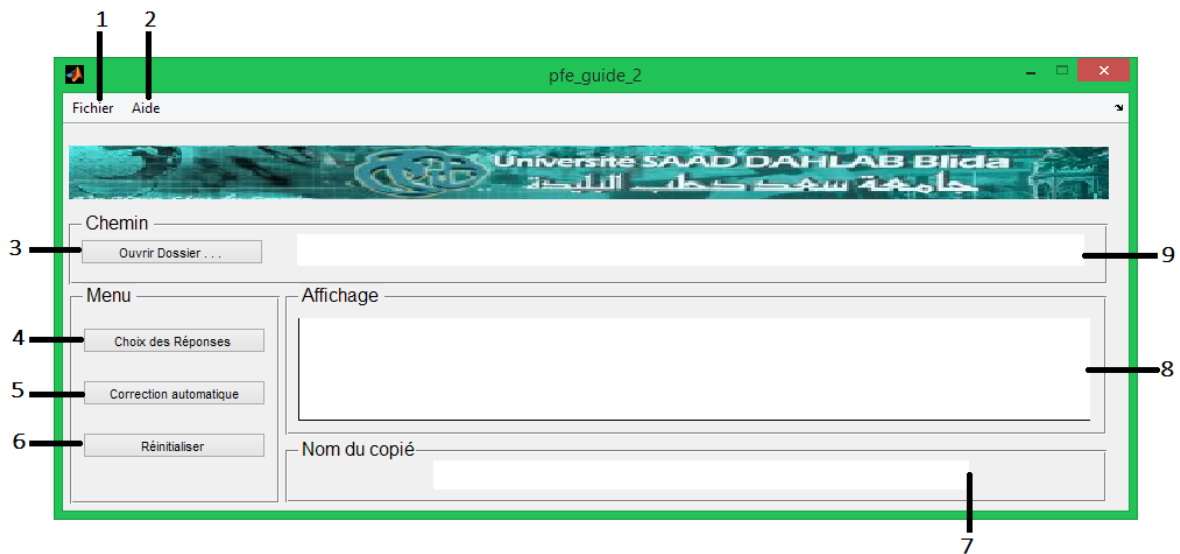 1 2
pfe_guide_2
Fichier Aide
Université SAAD DAHLAB Blida
جامعة سعد دحلب البليدة
Chemin
3 Ouvrir Dossier . . . 9
Menu
Affichage
4 Choix des Réponses
8
5 Correction automatique
6 Réinitialiser
Nom du copié
7